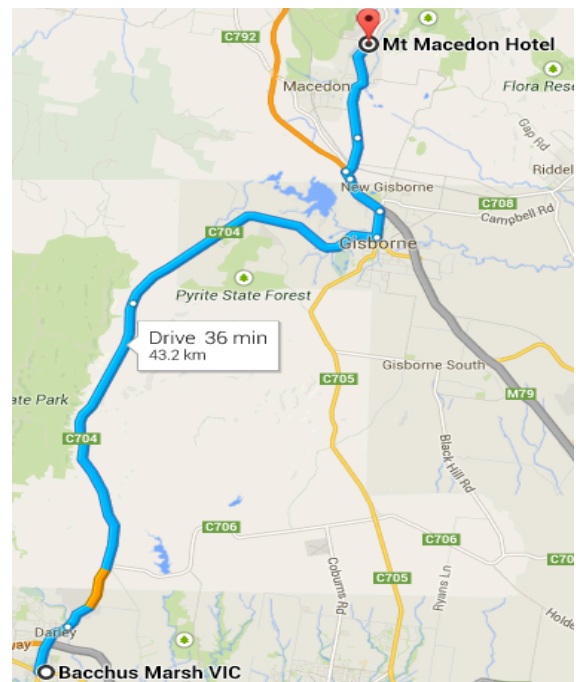 C792
Mt Macedon Hotel
Macedon
Flora Rese
Gap Rd
Riddel
New Gisborne
C708
Campbell Rd
C704
Gisborne
Pyrite State Forest
Drive 36 min
43.2 km
Gisborne South
ate Park
C705
M79
C704
Black Hill Rd
C706
C706
C70
Coburns Rd
C705
Ryans Ln
Holde
Darley
way
Bacchus Marsh VIC